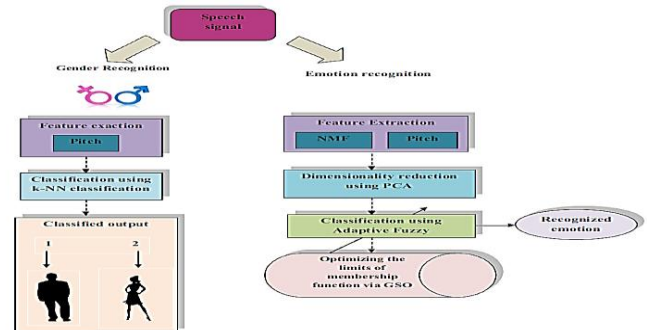 Speech
signal
Gender Recognition
Emotion recognition
Feature exaction
Pitch
Feature Extraction
NMF
Pitch
Classification using
k-NN classification
Dimensionality reduction
using PCA
Classified output
1
2
Classification using
Adaptive Fuzzy
Recognized
emotion
Optimizing the
limits of
membership
function via GSO